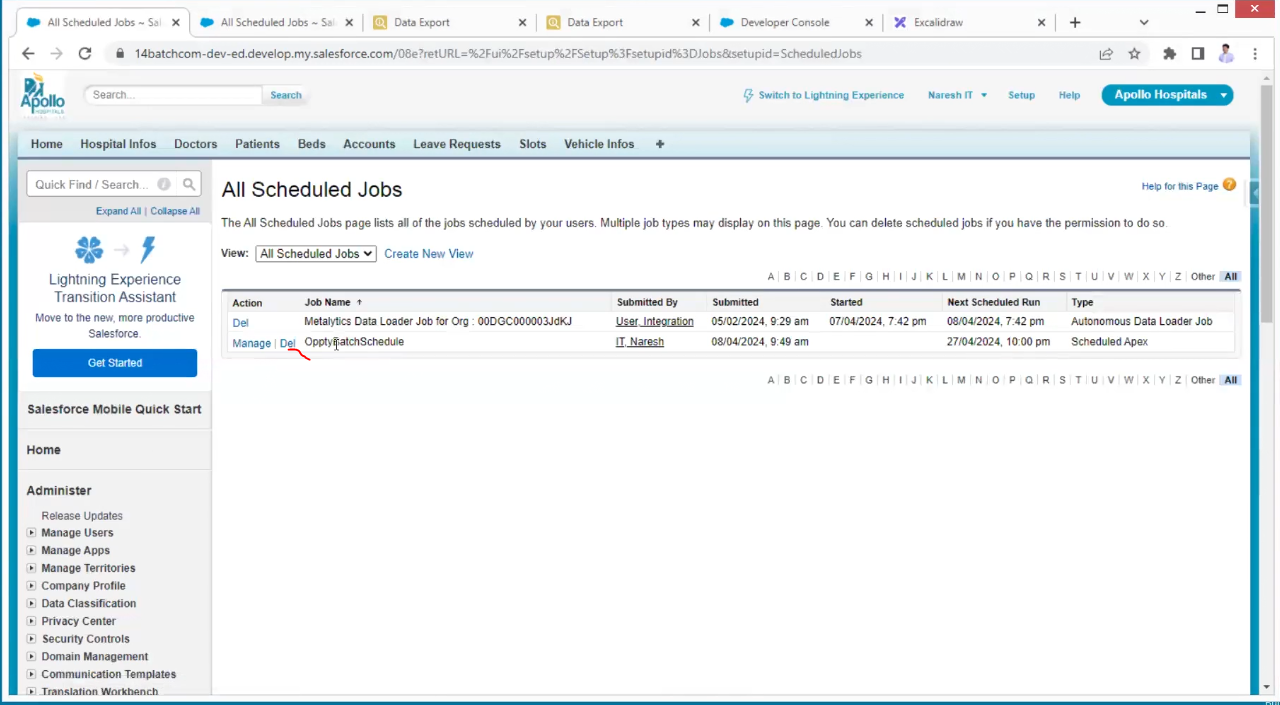 All Scheduled Jobs ~ Sal
All Scheduled Jobs ~ Sal
Data Export
Data Export
Developer Console
Excalidraw
14batchcom-dev-ed.develop.my.salesforce.com/08e?retURL=%2Fui%2Fsetup%2FSetup%3Fsetupid%3DJobs&setupid=ScheduledJobs
Apollo
HOSPITALS
Search...
Search
Switch to Lightning Experience
Naresh IT
Setup
Help
Apollo Hospitals
Home Hospital Infos Doctors Patients Beds Accounts Leave Requests Slots Vehicle Infos +
Quick Find / Search...
Expand All | Collapse All
Lightning Experience
Transition Assistant
Move to the new, more productive
Salesforce.
Get Started
Salesforce Mobile Quick Start
Home
Administer
Release Updates
Manage Users
Manage Apps
Manage Territories
Company Profile
Data Classification
Privacy Center
Security Controls
Domain Management
Communication Templates
Translation Workbench
All Scheduled Jobs
Help for this Page ?
The All Scheduled Jobs page lists all of the jobs scheduled by your users. Multiple job types may display on this page. You can delete scheduled jobs if you have the permission to do so.
View: All Scheduled Jobs Create New View
A | B | C | D | E | F | G | H | I | J | K | L | M | N | O | P | Q | R | S | T | U | V | W | X | Y | Z | Other All
Action Job Name ↑ Submitted By Submitted Started Next Scheduled Run Type
Del Metalytics Data Loader Job for Org : 00DGC000003JdKJ User, Integration 05/02/2024, 9:29 am 07/04/2024, 7:42 pm 08/04/2024, 7:42 pm Autonomous Data Loader Job
Manage | Del OpptyBatchSchedule IT, Naresh 08/04/2024, 9:49 am 27/04/2024, 10:00 pm Scheduled Apex
A | B | C | D | E | F | G | H | I | J | K | L | M | N | O | P | Q | R | S | T | U | V | W | X | Y | Z | Other All